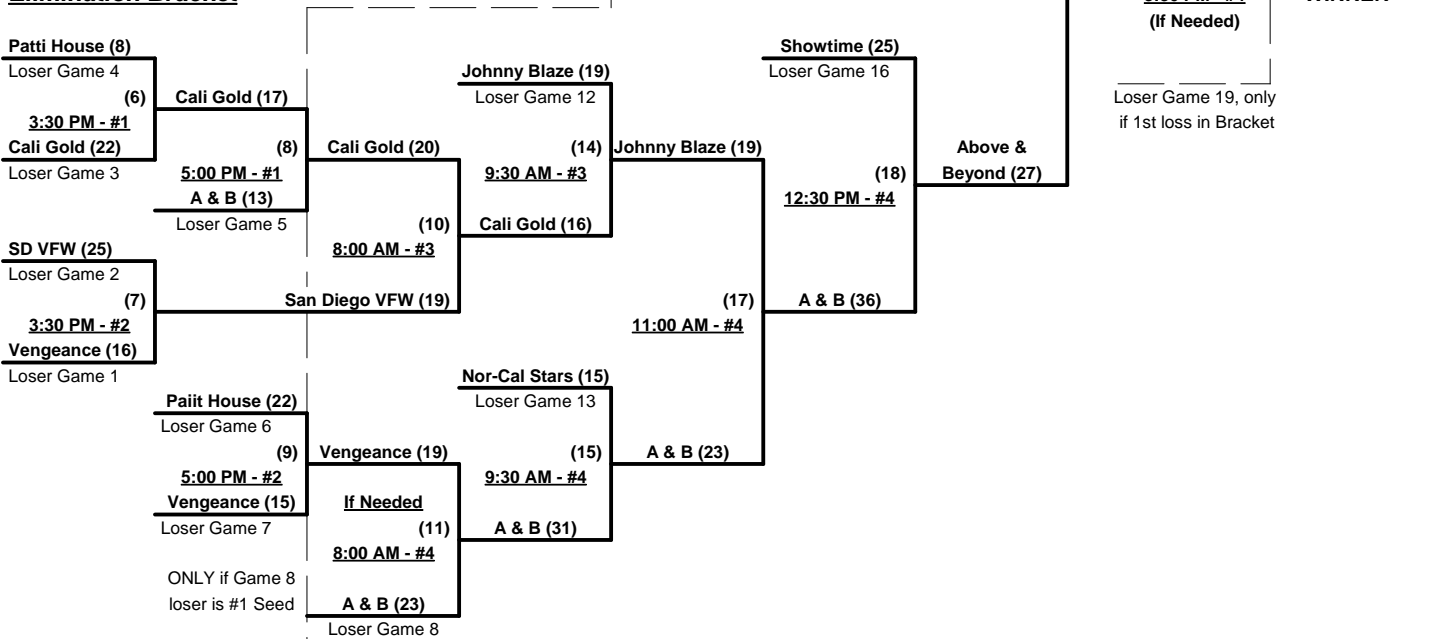 Elimination Bracket
(If Needed)
Patti House (8)
Loser Game 4
(6)
3:30 PM - #1
Cali Gold (22)
Loser Game 3
Cali Gold (17)
(8)
5:00 PM - #1
A & B (13)
Loser Game 5
SD VFW (25)
Loser Game 2
(7)
3:30 PM - #2
Vengeance (16)
Loser Game 1
Cali Gold (20)
(10)
8:00 AM - #3
San Diego VFW (19)
Johnny Blaze (19)
Loser Game 12
(14)
9:30 AM - #3
Cali Gold (16)
Johnny Blaze (19)
(17)
11:00 AM - #4
Showtime (25)
Loser Game 16
(18)
12:30 PM - #4
A & B (36)
Above &
Beyond (27)
Loser Game 19, only
if 1st loss in Bracket
Paiit House (22)
Loser Game 6
(9)
5:00 PM - #2
Vengeance (15)
Loser Game 7
Vengeance (19)
If Needed
(11)
8:00 AM - #4
ONLY if Game 8
loser is #1 Seed
A & B (23)
Loser Game 8
Nor-Cal Stars (15)
Loser Game 13
(15)
9:30 AM - #4
A & B (31)
A & B (23)